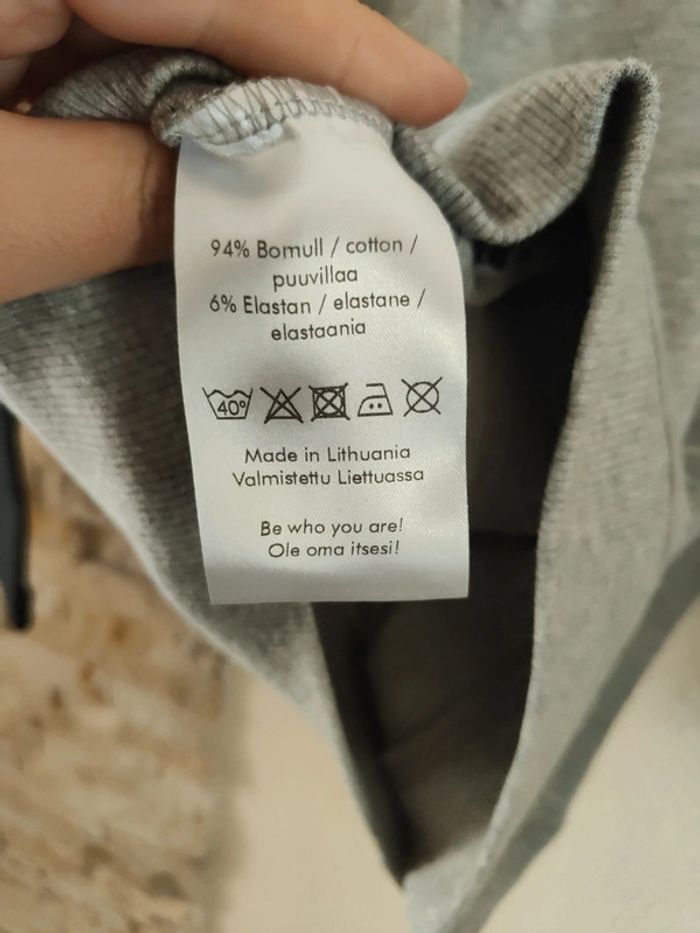 94% Bomull / cotton /
puuvillaa
6% Elastan / elastane /
elastaania
40°
Made in Lithuania
Valmistettu Liettuassa
Be who you are!
Ole oma itsesi!